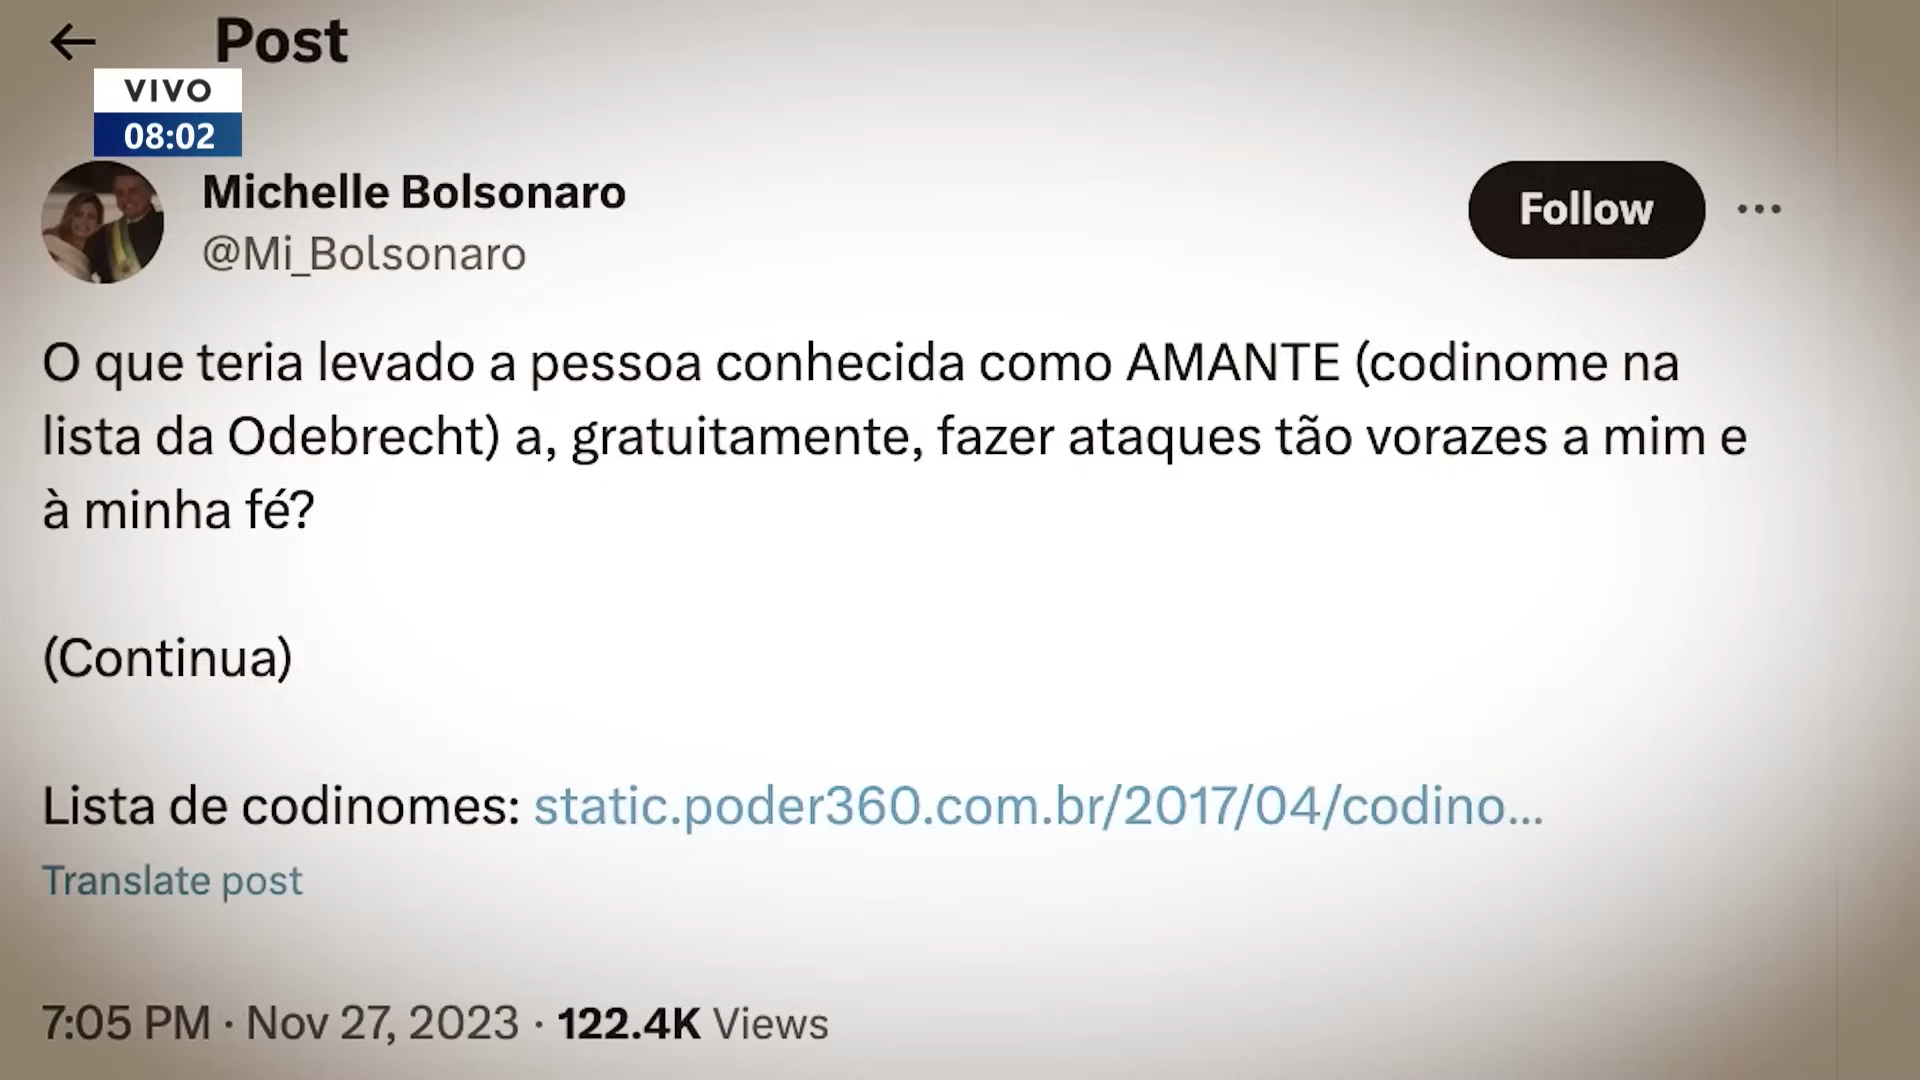 ← Post
VIVO
08:02
Michelle Bolsonaro
@Mi_Bolsonaro
Follow
O que teria levado a pessoa conhecida como AMANTE (codinome na
lista da Odebrecht) a, gratuitamente, fazer ataques tão vorazes a mim e
à minha fé?
(Continua)
Lista de codinomes: static.poder360.com.br/2017/04/codino...
Translate post
7:05 PM · Nov 27, 2023 · 122.4K Views